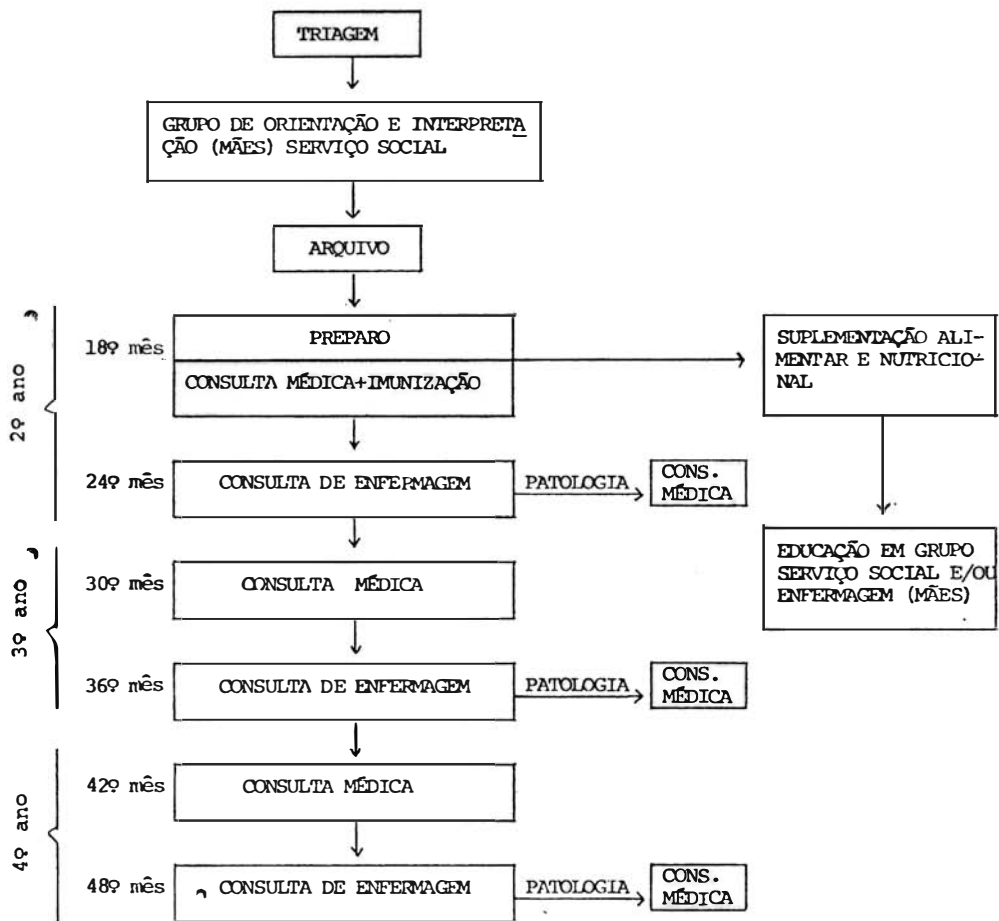 TRIAGEM
GRUPO DE ORIENTAÇÃO E INTERPRETA
ÇÃO (MÃES) SERVIÇO SOCIAL
ARQUIVO
2º ano
18º mês
PREPARO
CONSULTA MÉDICA+IMUNIZAÇÃO
SUPLEMENTAÇÃO ALI-
MENTAR E NUTRICIO-
NAL
24º mês
CONSULTA DE ENFEPMAGEM
PATOLOGIA
CONS.
MÉDICA
EDUCAÇÃO EM GRUPO
SERVIÇO SOCIAL E/OU
ENFERMAGEM (MÃES)
3º ano
30º mês
CONSULTA MÉDICA
36º mês
CONSULTA DE ENFERMAGEM
PATOLOGIA
CONS.
MÉDICA
4º ano
42º mês
CONSULTA MÉDICA
48º mês
CONSULTA DE ENFERMAGEM
PATOLOGIA
CONS.
MÉDICA